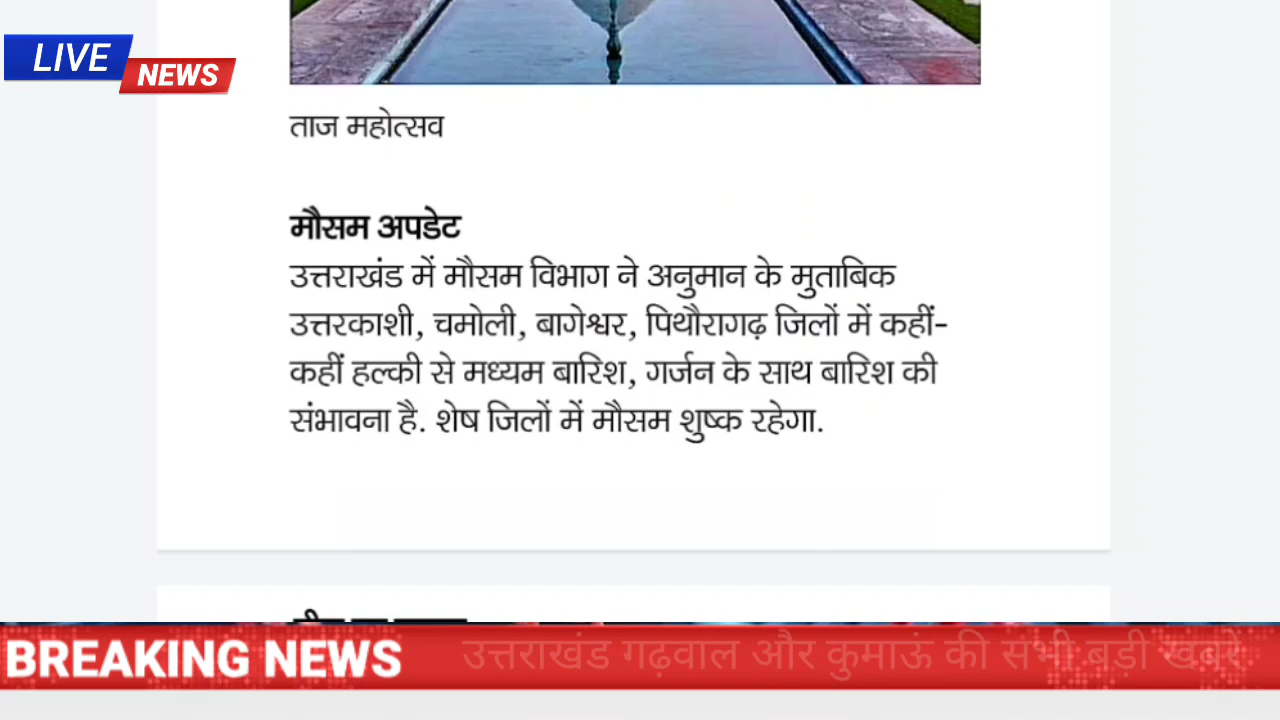 LIVE
NEWS
ताज महोत्सव
मौसम अपडेट
उत्तराखंड में मौसम विभाग ने अनुमान के मुताबिक
उत्तरकाशी, चमोली, बागेश्वर, पिथौरागढ़ जिलों में कहीं-
कहीं हल्की से मध्यम बारिश, गर्जन के साथ बारिश की
संभावना है. शेष जिलों में मौसम शुष्क रहेगा.
BREAKING NEWS
उत्तराखंड गढ़वाल और कुमाऊं की सभी बड़ी खबरें